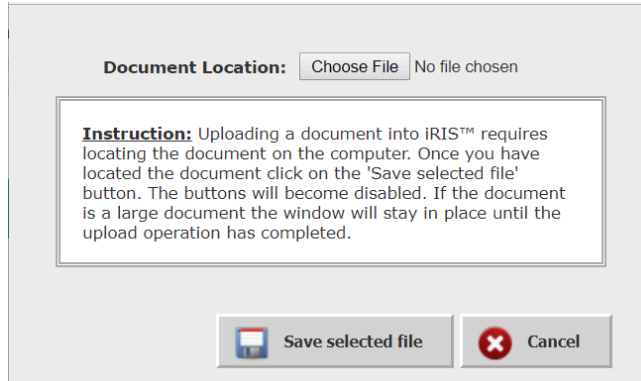 Document Location: Choose File No file chosen
Instruction: Uploading a document into iRIS™ requires
locating the document on the computer. Once you have
located the document click on the 'Save selected file'
button. The buttons will become disabled. If the document
is a large document the window will stay in place until the
upload operation has completed.
Save selected file Cancel